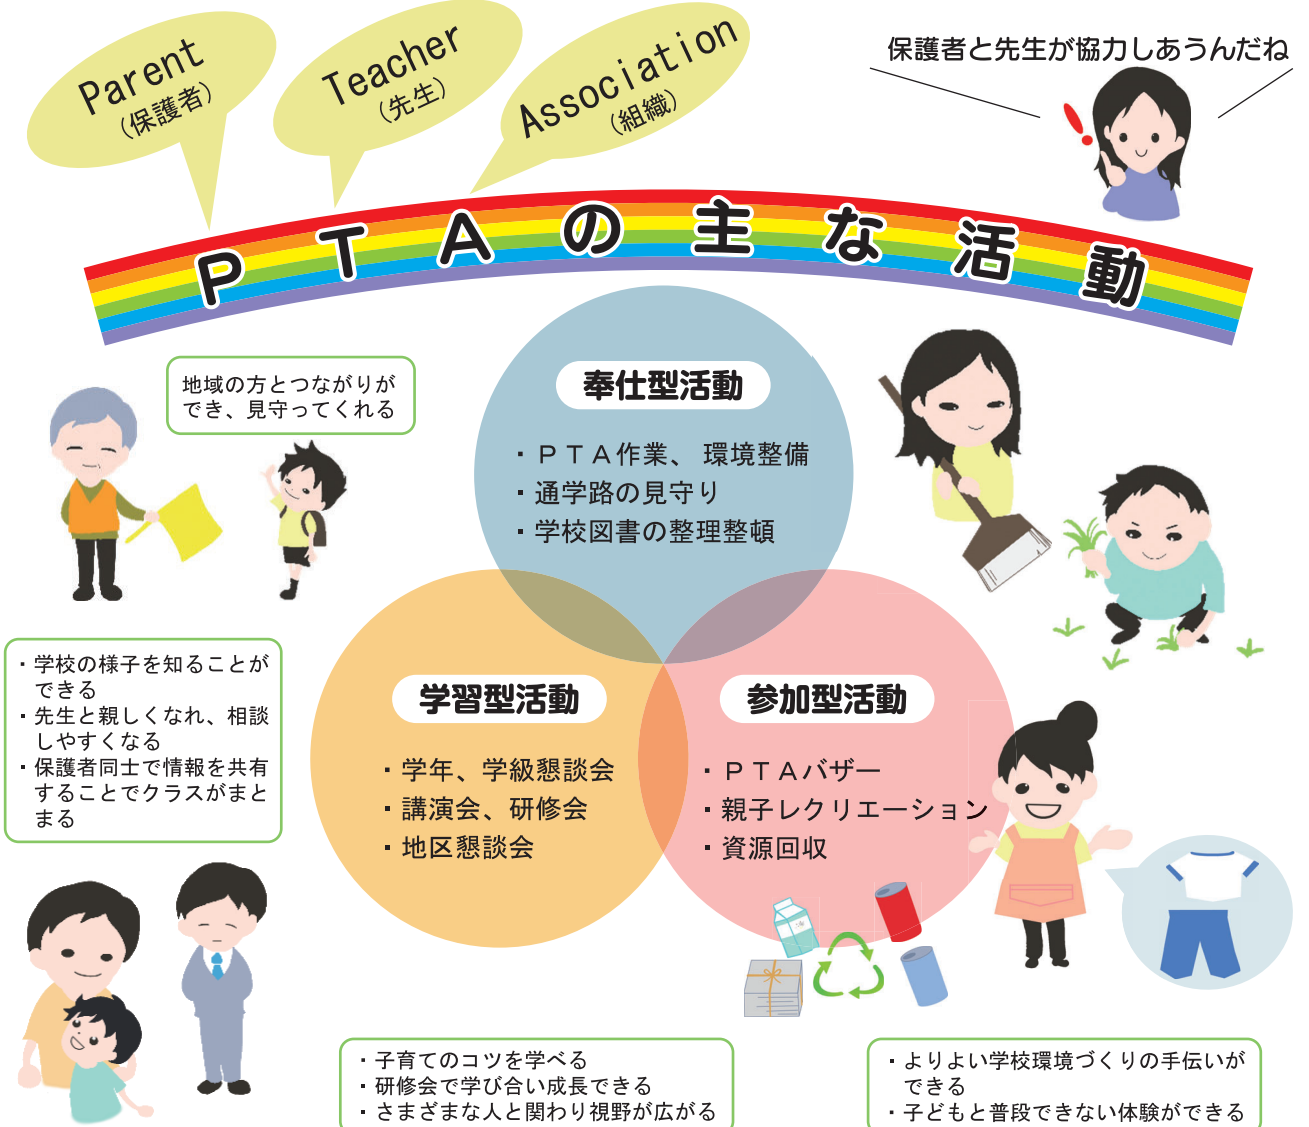 Parent
(保護者)
Teacher
(先生)
Association
(組織)
保護者と先生が協力しあうんだね
PTAの主な活動
地域の方とつながりが
でき、見守ってくれる
奉仕型活動
・ＰＴＡ作業、環境整備
・通学路の見守り
・学校図書の整理整頓
・学校の様子を知ることが
できる
・先生と親しくなれ、相談
しやすくなる
・保護者同士で情報を共有
することでクラスがまと
まる
学習型活動
・学年、学級懇談会
・講演会、研修会
・地区懇談会
参加型活動
・ＰＴＡバザー
・親子レクリエーション
・資源回収
・子育てのコツを学べる
・研修会で学び合い成長できる
・さまざまな人と関わり視野が広がる
・よりよい学校環境づくりの手伝いが
できる
・子どもと普段できない体験ができる